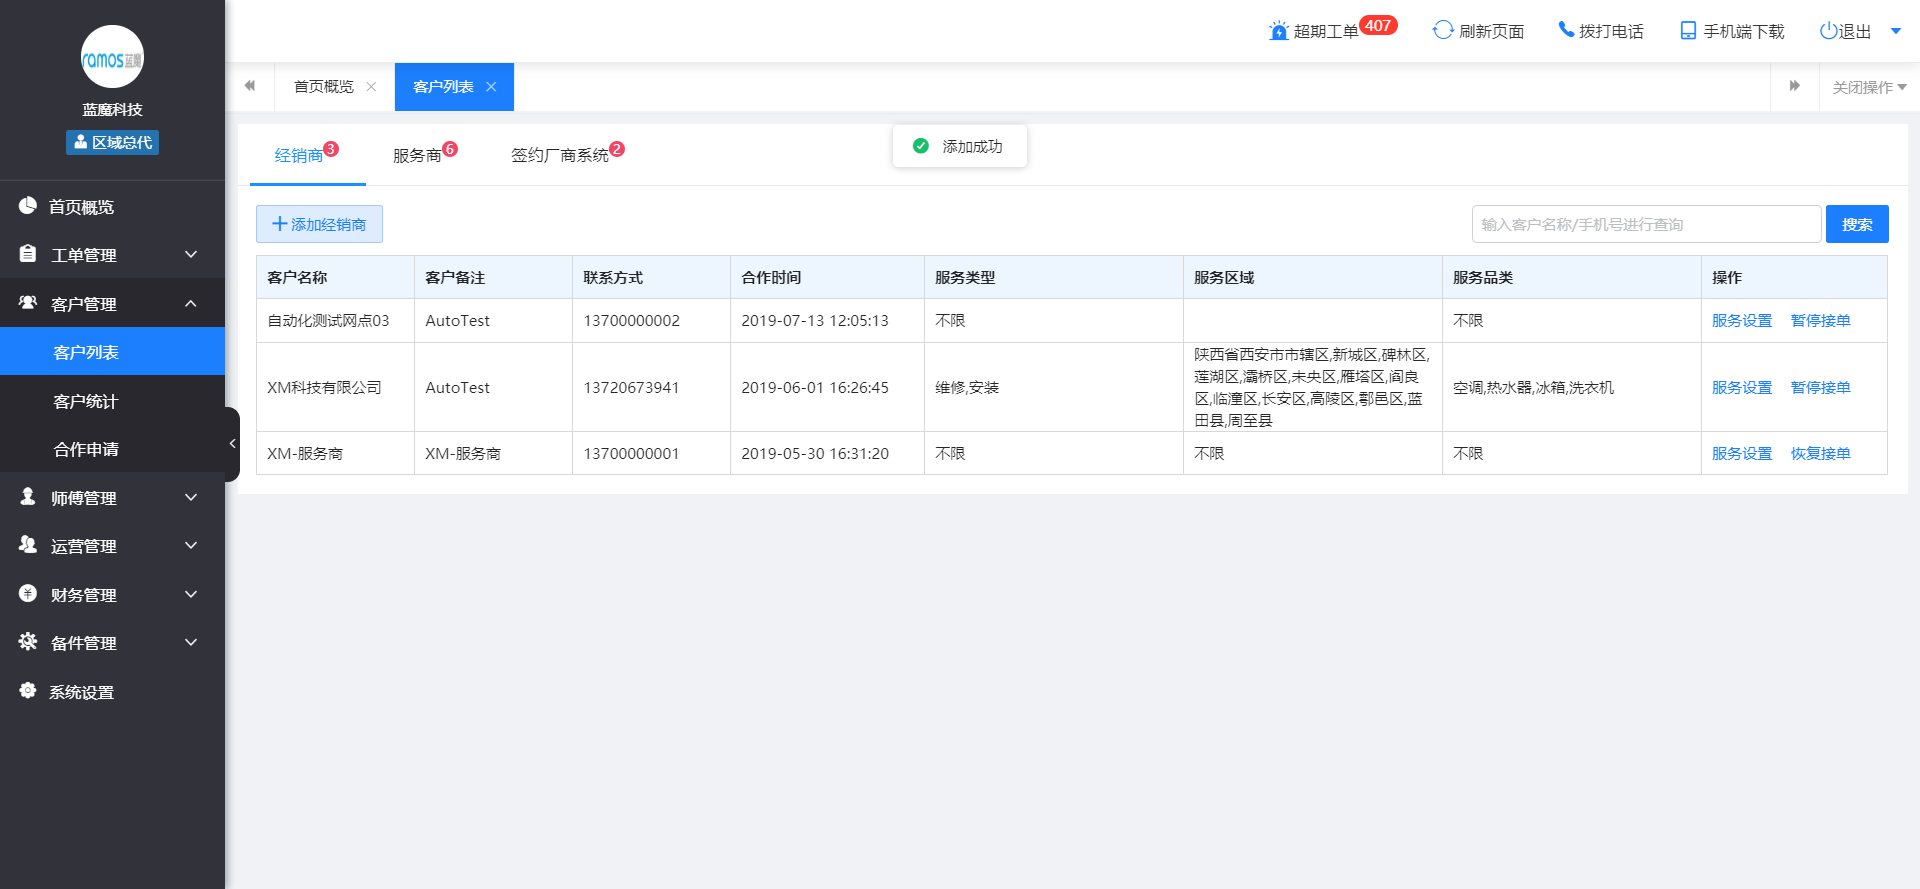 ramos蓝魔
蓝魔科技
区域总代
首页概览
工单管理
客户管理
客户列表
客户统计
合作申请
师傅管理
运营管理
财务管理
备件管理
系统设置
超期工单 407 刷新页面 拨打电话 手机端下载 退出
首页概览 客户列表 关闭操作
经销商 3 服务商 6 签约厂商系统 2
添加成功
添加经销商 输入客户名称/手机号进行查询 搜索
客户名称 客户备注 联系方式 合作时间 服务类型 服务区域 服务品类 操作
自动化测试网点03 AutoTest 13700000002 2019-07-13 12:05:13 不限 不限 服务设置 暂停接单
XM科技有限公司 AutoTest 13720673941 2019-06-01 16:26:45 维修,安装
陕西省西安市市辖区,新城区,碑林区,
莲湖区,灞桥区,未央区,雁塔区,阎良
区,临潼区,长安区,高陵区,鄠邑区,蓝
田县,周至县
空调,热水器,冰箱,洗衣机 服务设置 暂停接单
XM-服务商 XM-服务商 13700000001 2019-05-30 16:31:20 不限 不限 不限 服务设置 恢复接单